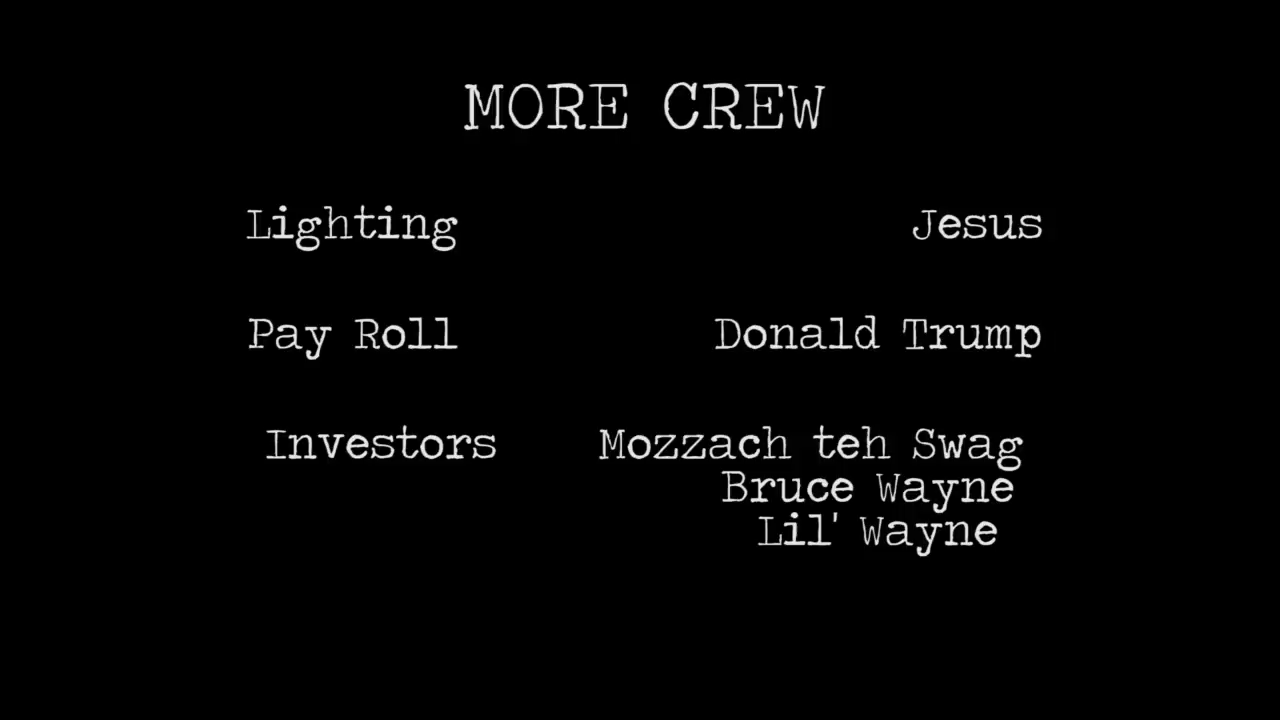 MORE CREW
Lighting Jesus
Pay Roll Donald Trump
Investors Mozzach teh Swag
Bruce Wayne
Lil' Wayne